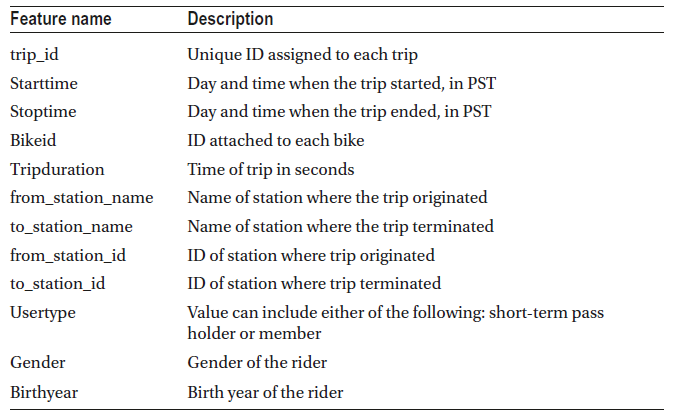 Feature name Description
trip_id Unique ID assigned to each trip
Starttime Day and time when the trip started, in PST
Stoptime Day and time when the trip ended, in PST
Bikeid ID attached to each bike
Tripduration Time of trip in seconds
from_station_name Name of station where the trip originated
to_station_name Name of station where the trip terminated
from_station_id ID of station where trip originated
to_station_id ID of station where trip terminated
Usertype Value can include either of the following: short-term pass
holder or member
Gender Gender of the rider
Birthyear Birth year of the rider